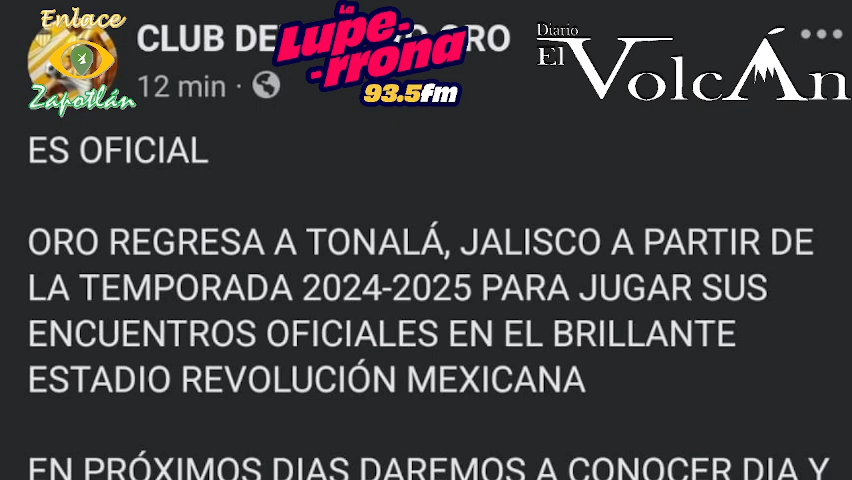 Enlace
Zapotlán
CLUB DE ORO
12 min ·
La
Lupe-
-rrona
93.5fm
Diario
El Volcán
ES OFICIAL
ORO REGRESA A TONALÁ, JALISCO A PARTIR DE
LA TEMPORADA 2024-2025 PARA JUGAR SUS
ENCUENTROS OFICIALES EN EL BRILLANTE
ESTADIO REVOLUCIÓN MEXICANA
EN PRÓXIMOS DIAS DAREMOS A CONOCER DIA Y